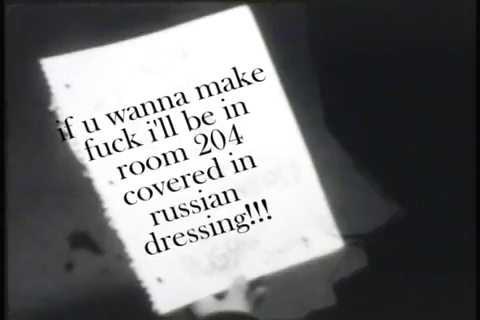 if u wanna make
fuck i'll be in
room 204
covered in
russian
dressing!!!